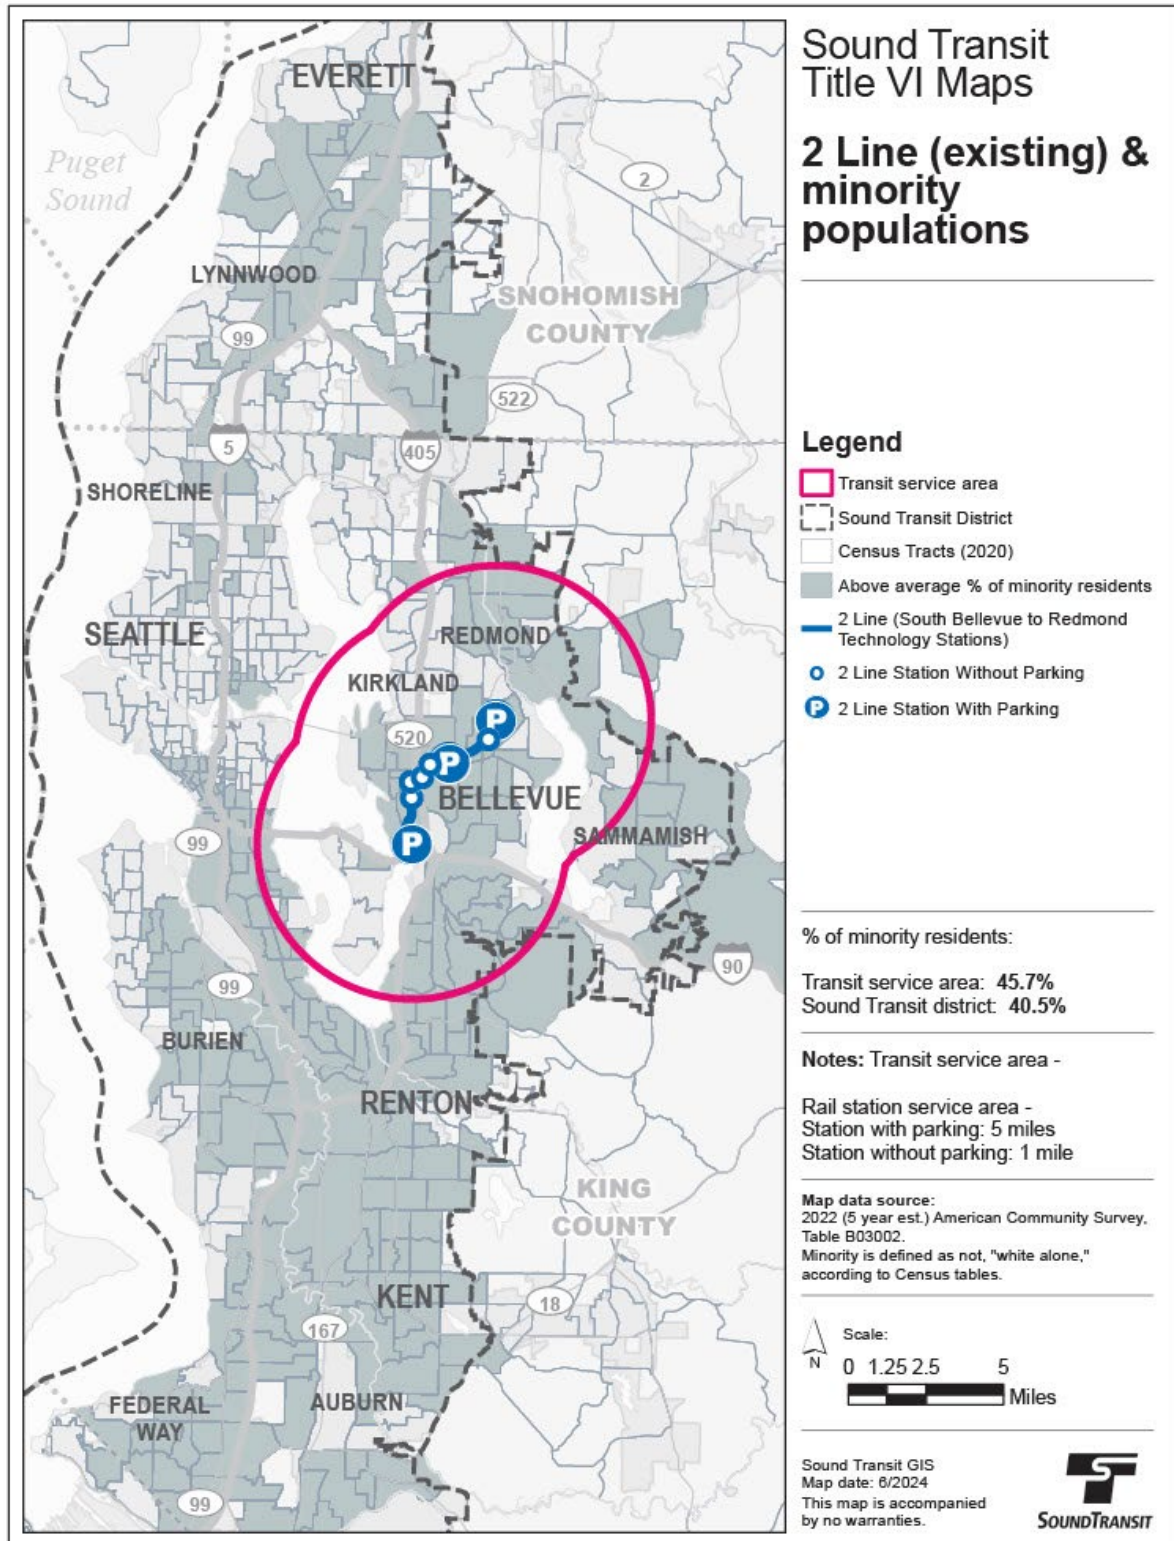 Sound Transit
Title VI Maps
2 Line (existing) &
minority
populations
Legend
Transit service area
Sound Transit District
Census Tracts (2020)
Above average % of minority residents
2 Line (South Bellevue to Redmond
Technology Stations)
2 Line Station Without Parking
P
2 Line Station With Parking
% of minority residents:
Transit service area: 45.7%
Sound Transit district: 40.5%
Notes: Transit service area -
Rail station service area -
Station with parking: 5 miles
Station without parking: 1 mile
Map data source:
2022 (5 year est.) American Community Survey,
Table B03002.
Minority is defined as not, "white alone,"
according to Census tables.
N
Scale:
0 1.25 2.5 5
Miles
Sound Transit GIS
Map date: 6/2024
This map is accompanied
by no warranties.
SOUNDTRANSIT
EVERETT
Puget
Sound
2
LYNNWOOD
SNOHOMISH
COUNTY
99
522
5
405
SHORELINE
SEATTLE
REDMOND
KIRKLAND
P
520
P
BELLEVUE
99
P
SAMMAMISH
90
99
BURIEN
RENTON
KING
COUNTY
KENT
18
167
FEDERAL
WAY
AUBURN
99